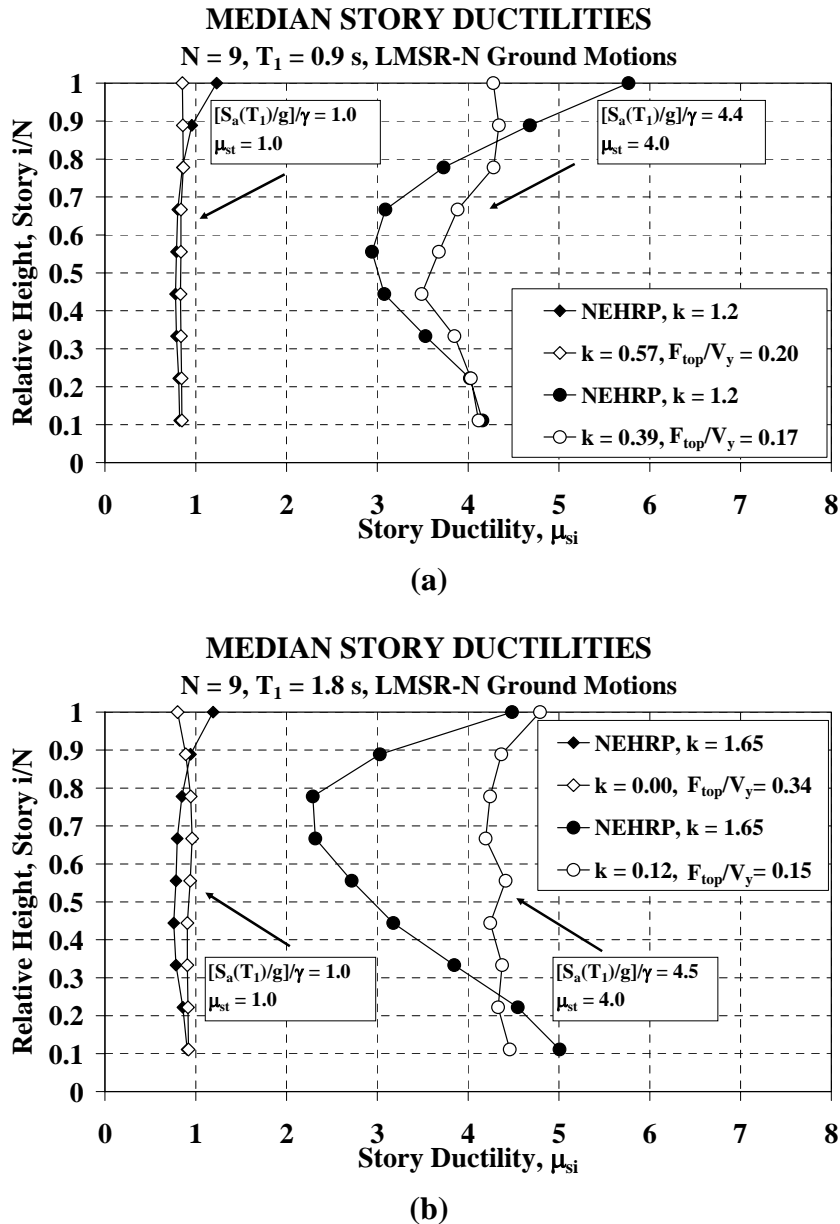 MEDIAN STORY DUCTILITIES
N = 9, T1 = 0.9 s, LMSR-N Ground Motions
Relative Height, Story i/N
1
0.9
0.8
0.7
0.6
0.5
0.4
0.3
0.2
0.1
0
[Sa(T1)/g]/γ = 1.0
μst = 1.0
[Sa(T1)/g]/γ = 4.4
μst = 4.0
NEHRP, k = 1.2
k = 0.57, Ftop/Vy = 0.20
NEHRP, k = 1.2
k = 0.39, Ftop/Vy = 0.17
0 1 2 3 4 5 6 7 8
Story Ductility, μsi
(a)
MEDIAN STORY DUCTILITIES
N = 9, T1 = 1.8 s, LMSR-N Ground Motions
Relative Height, Story i/N
1
0.9
0.8
0.7
0.6
0.5
0.4
0.3
0.2
0.1
0
NEHRP, k = 1.65
k = 0.00, Ftop/Vy = 0.34
NEHRP, k = 1.65
k = 0.12, Ftop/Vy = 0.15
[Sa(T1)/g]/γ = 1.0
μst = 1.0
[Sa(T1)/g]/γ = 4.5
μst = 4.0
0 1 2 3 4 5 6 7 8
Story Ductility, μsi
(b)